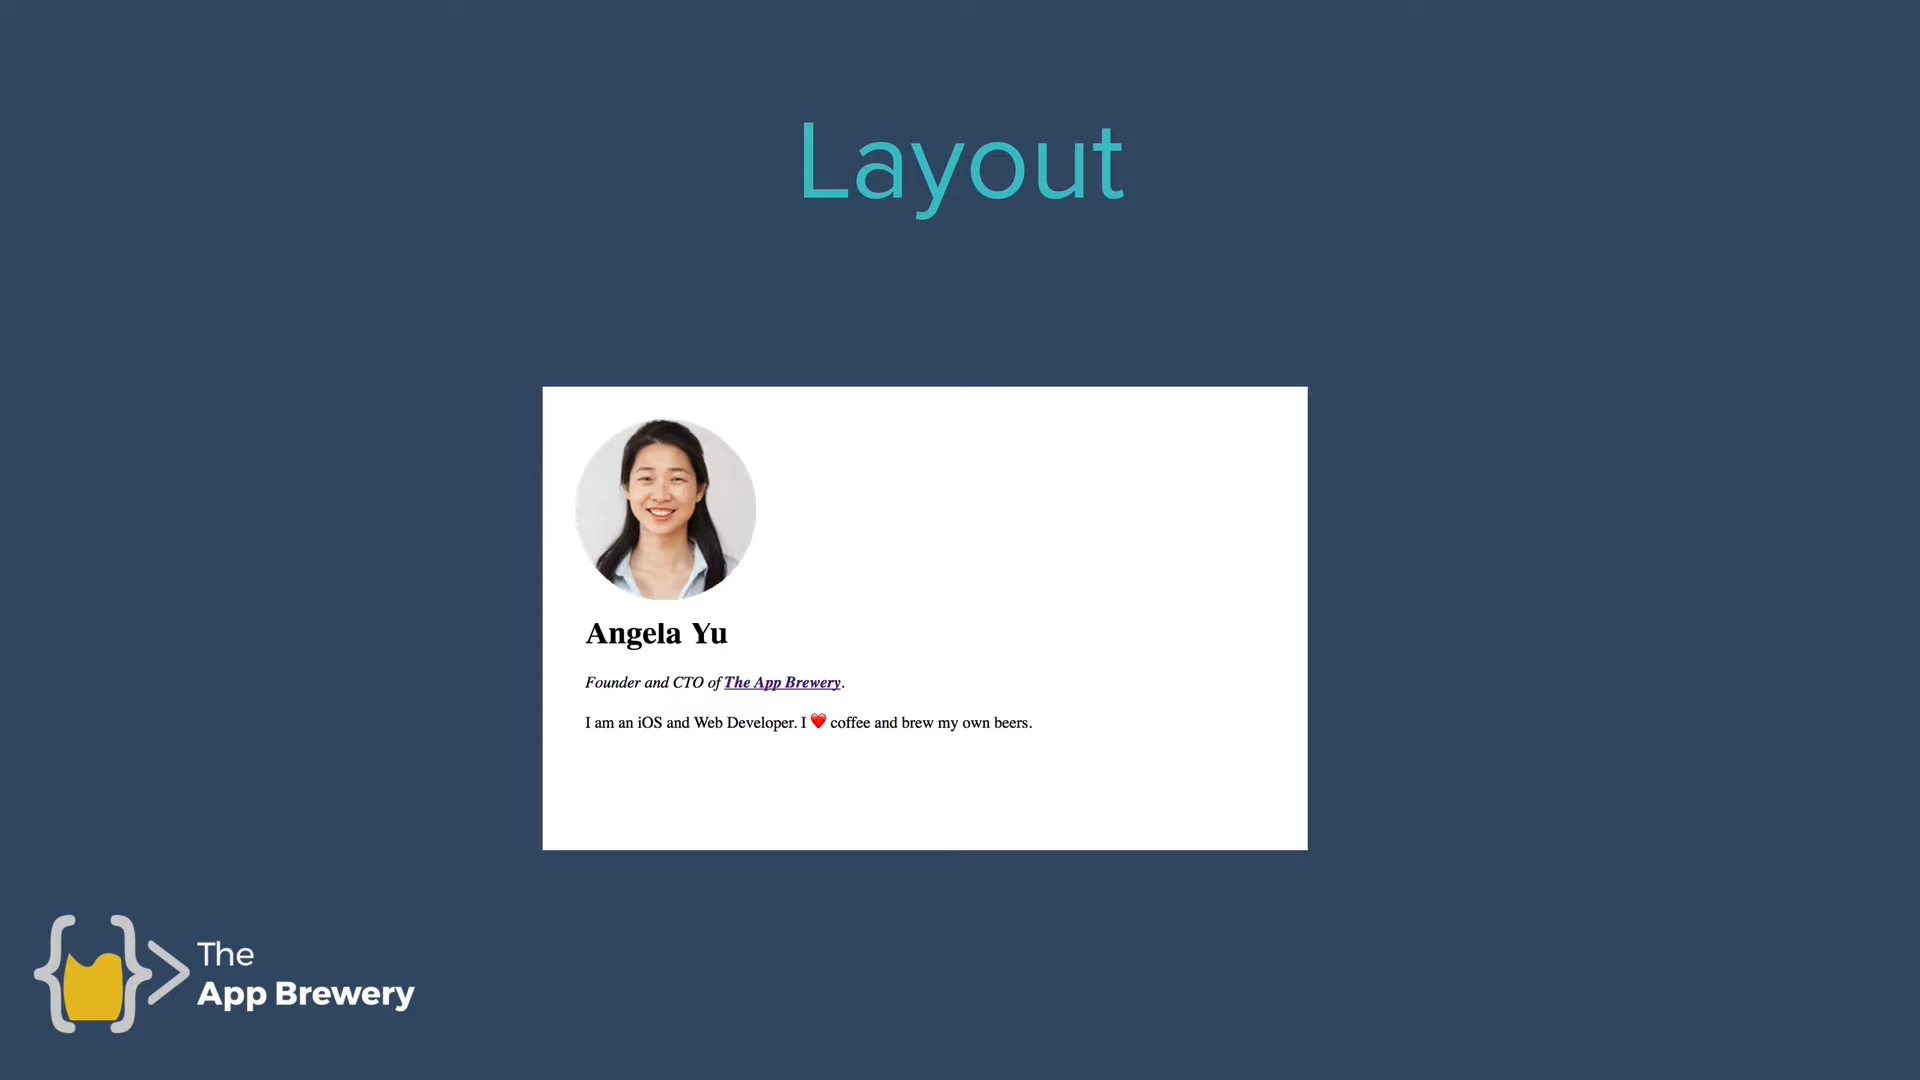 Layout
Angela Yu
Founder and CTO of The App Brewery.
I am an iOS and Web Developer. I ❤️ coffee and brew my own beers.
The
App Brewery